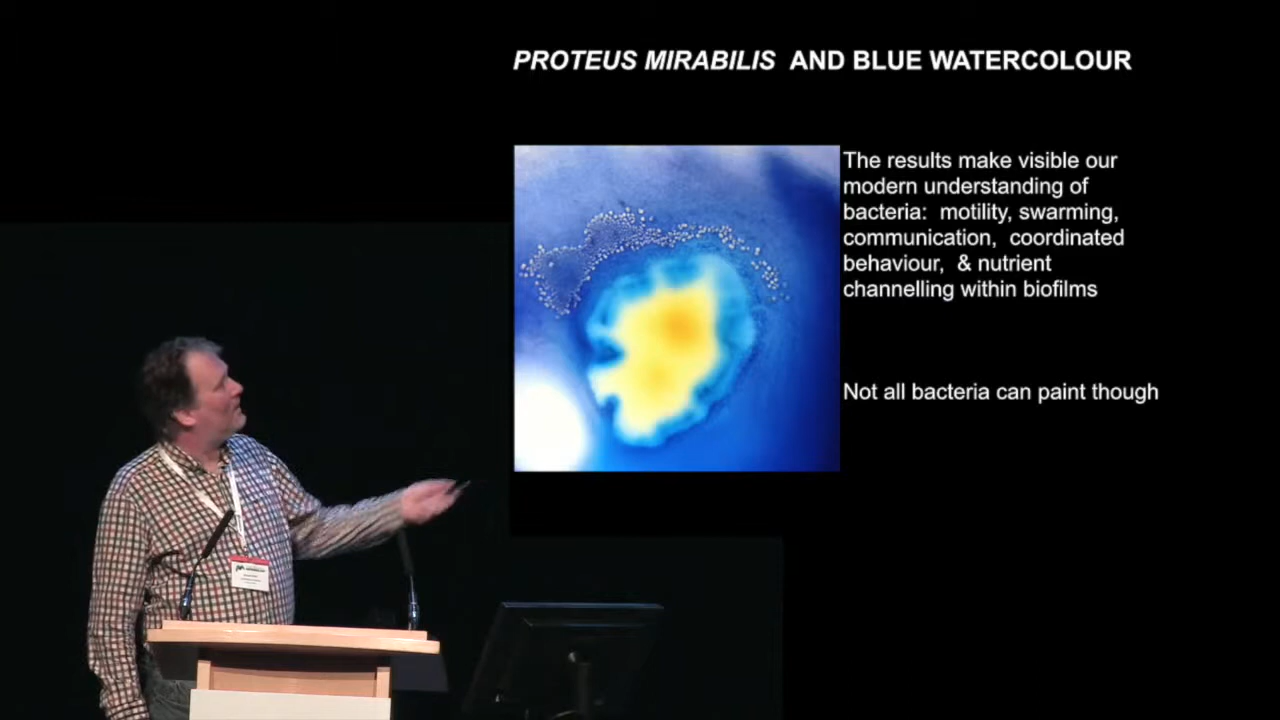 PROTEUS MIRABILIS AND BLUE WATERCOLOUR
The results make visible our
modern understanding of
bacteria: motility, swarming,
communication, coordinated
behaviour, & nutrient
channelling within biofilms
Not all bacteria can paint though